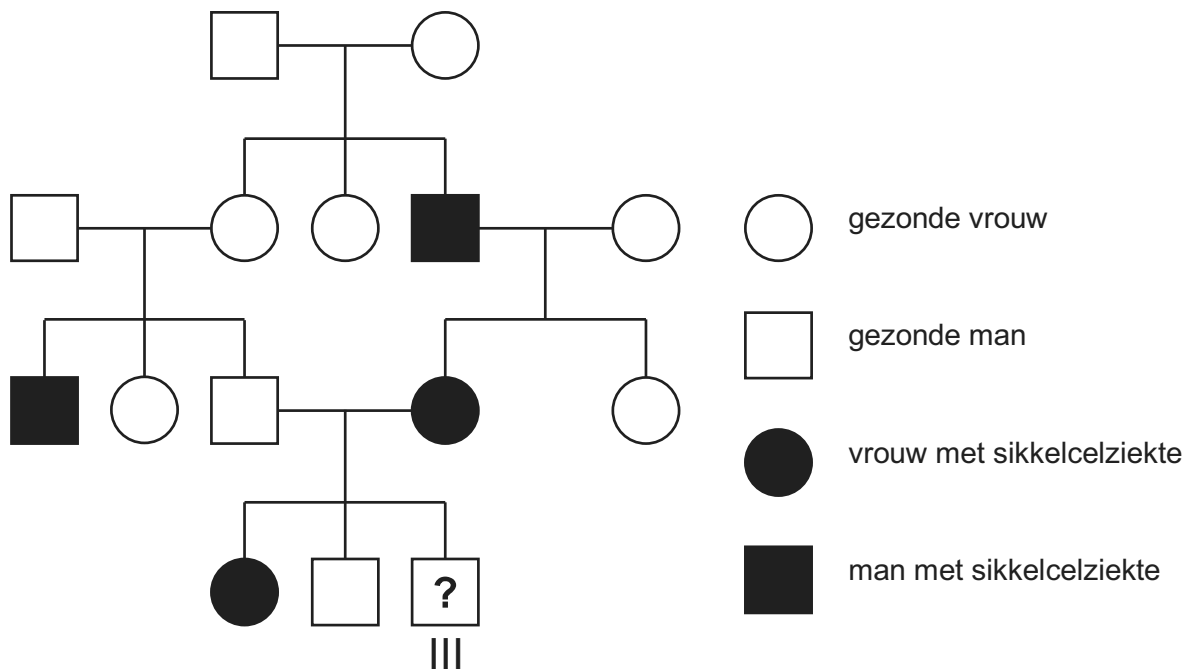 gezonde vrouw
gezonde man
vrouw met sikkelcelziekte
man met sikkelcelziekte
?
III